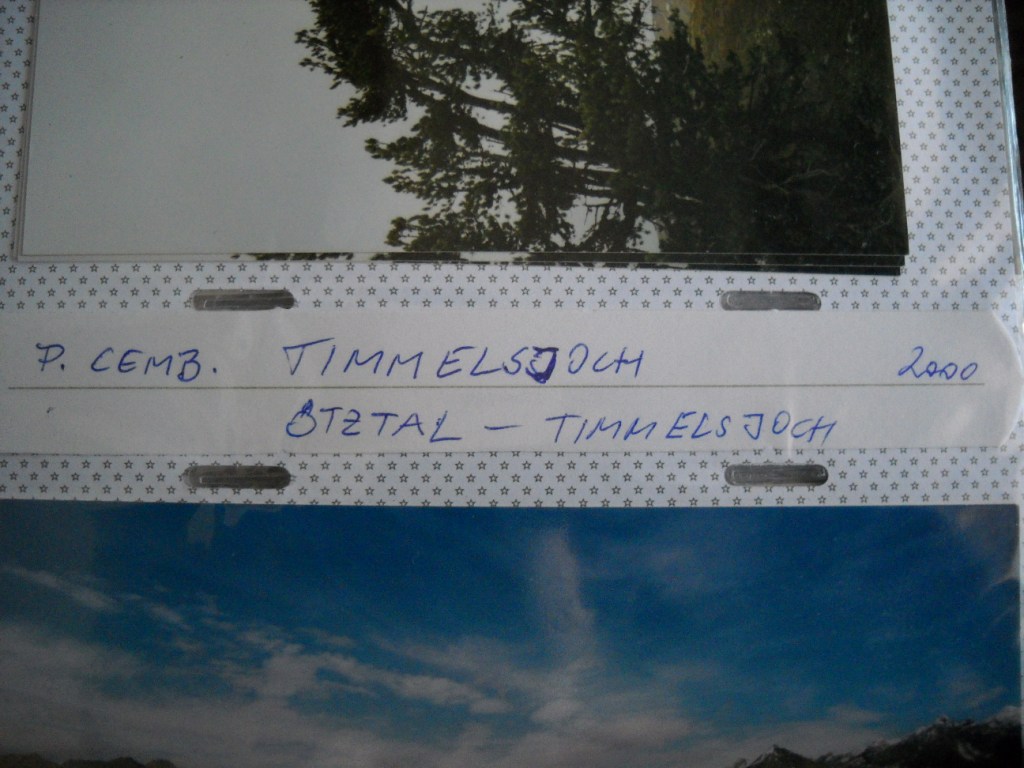 P. CEMB. TIMMELSJOCH 2000
ÖTZTAL - TIMMELSJOCH